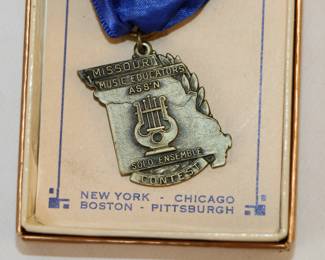 MISSOURI
MUSIC EDUCATORS
ASS'N
SOLO ENSEMBLE
CONTEST
NEW YORK - CHICAGO
BOSTON - PITTSBURGH